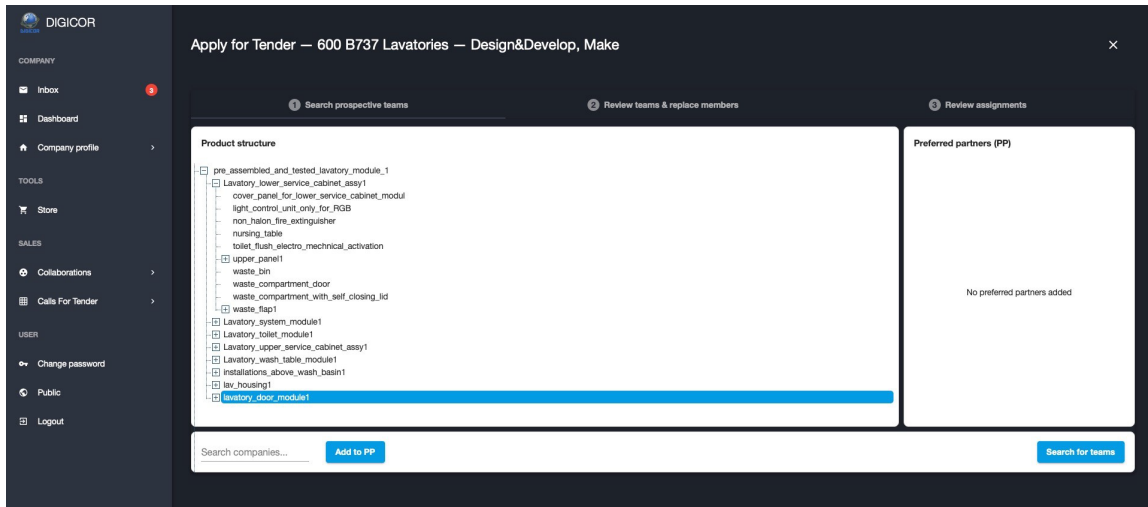 DIGICOR
COMPANY
Inbox 3
Dashboard
Company profile
TOOLS
Store
SALES
Collaborations
Calls For Tender
USER
Change password
Public
Logout
Apply for Tender — 600 B737 Lavatories — Design&Develop, Make
1 Search prospective teams
2 Review teams & replace members
3 Review assignments
Product structure
pre_assembled_and_tested_lavatory_module_1
Lavatory_lower_service_cabinet_assy1
cover_panel_for_lower_service_cabinet_modul
light_control_unit_only_for_RGB
non_halon_fire_extinguisher
nursing_table
toilet_flush_electro_mechnical_activation
upper_panel1
waste_bin
waste_compartment_door
waste_compartment_with_self_closing_lid
waste_flap1
Lavatory_system_module1
Lavatory_toilet_module1
Lavatory_upper_service_cabinet_assy1
Lavatory_wash_table_module1
installations_above_wash_basin1
lav_housing1
lavatory_door_module1
Preferred partners (PP)
No preferred partners added
Search companies...
Add to PP
Search for teams